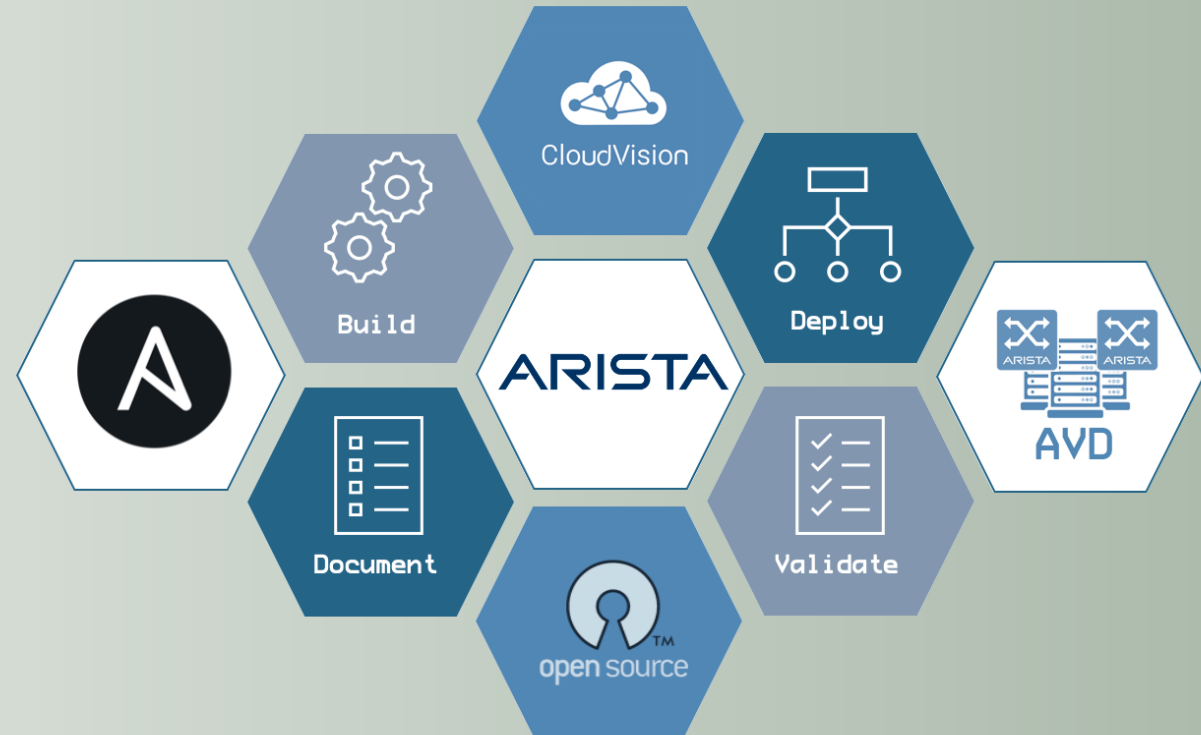 CloudVision
Build
Deploy
ARISTA
ARISTA ARISTA
AVD
Document
Validate
TM
open source